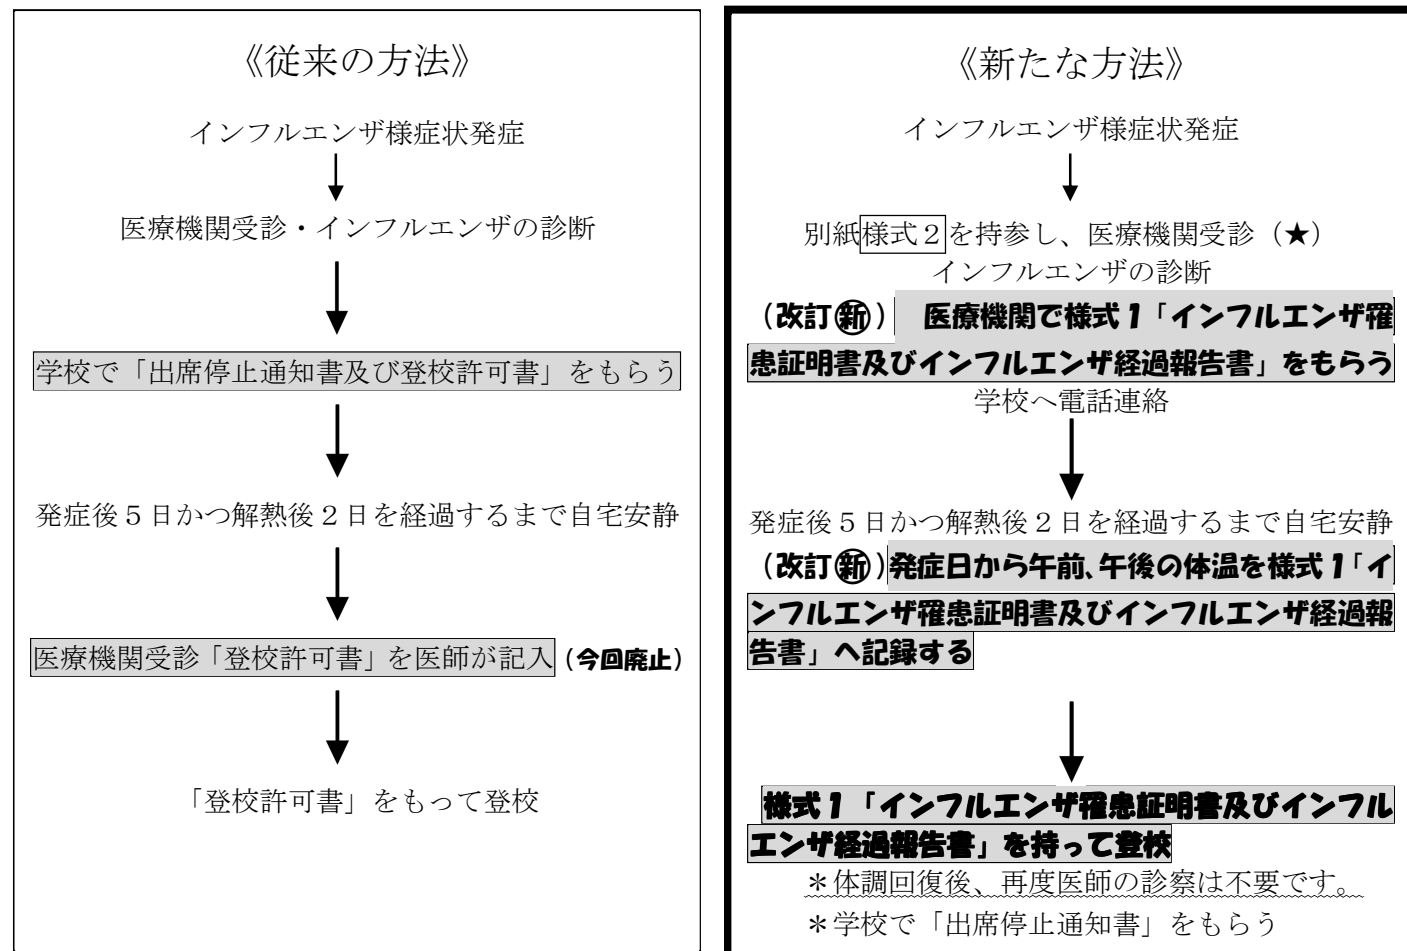 《従来の方法》
インフルエンザ様症状発症
医療機関受診・インフルエンザの診断
学校で「出席停止通知書及び登校許可書」をもらう
発症後５日かつ解熱後２日を経過するまで自宅安静
医療機関受診「登校許可書」を医師が記入（今回廃止）
「登校許可書」をもって登校
《新たな方法》
インフルエンザ様症状発症
別紙様式２を持参し、医療機関受診（★）
インフルエンザの診断
（改訂㊟新）　医療機関で様式１「インフルエンザ罹
患証明書及びインフルエンザ経過報告書」をもらう
学校へ電話連絡
発症後５日かつ解熱後２日を経過するまで自宅安静
（改訂新）発症日から午前、午後の体温を様式１「イ
ンフルエンザ罹患証明書及びインフルエンザ経過報
告書」へ記録する
様式１「インフルエンザ罹患証明書及びインフル
エンザ経過報告書」を持って登校
＊体調回復後、再度医師の診察は不要です。
＊学校で「出席停止通知書」をもらう